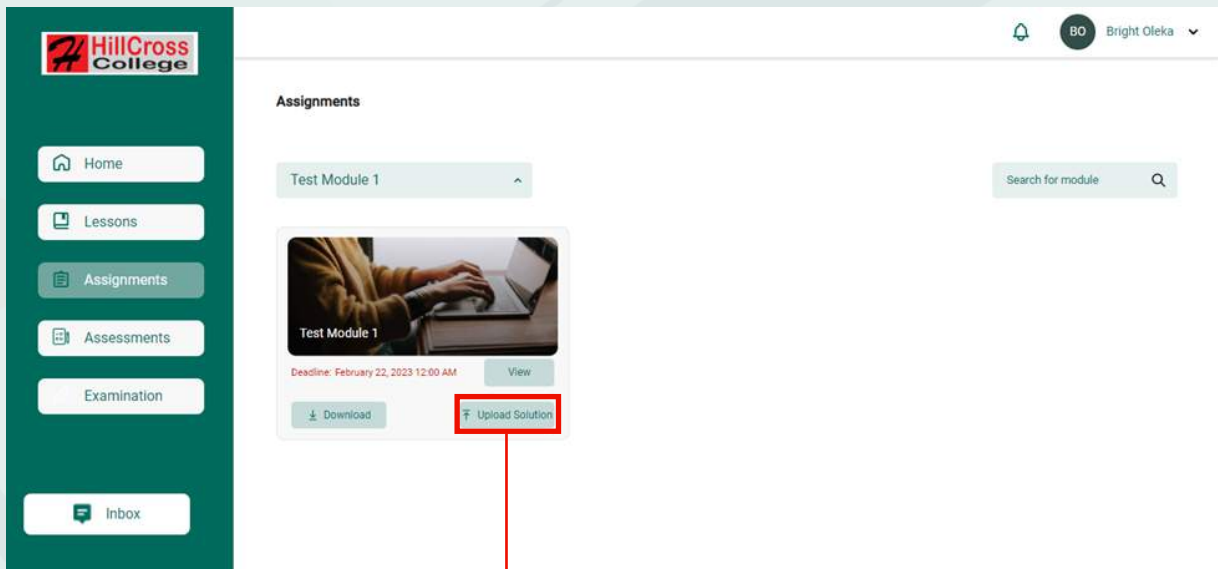 HillCross
College
BO Bright Oleka
Assignments
Home
Lessons
Assignments
Assessments
Examination
Inbox
Test Module 1
Search for module
Test Module 1
Deadline: February 22, 2023 12:00 AM
View
Download
Upload Solution